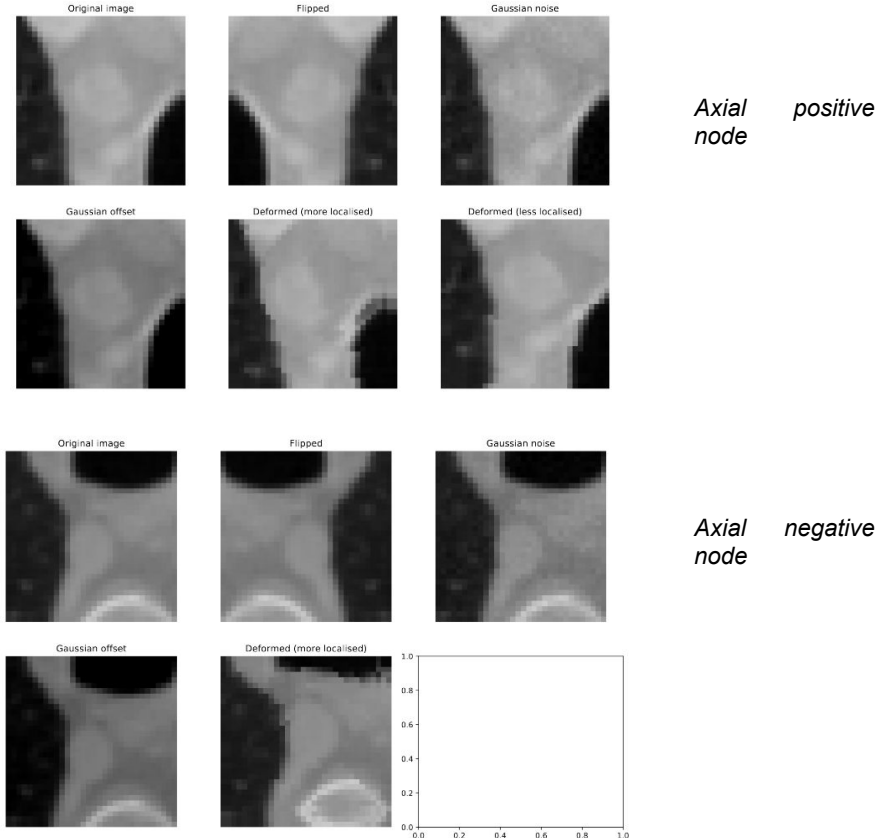 Original image
Flipped
Gaussian noise
Axial positive
node
Gaussian offset
Deformed (more localised)
Deformed (less localised)
Original image
Flipped
Gaussian noise
Axial negative
node
Gaussian offset
Deformed (more localised)
1.0
0.8
0.6
0.4
0.2
0.0
0.0 0.2 0.4 0.6 0.8 1.0